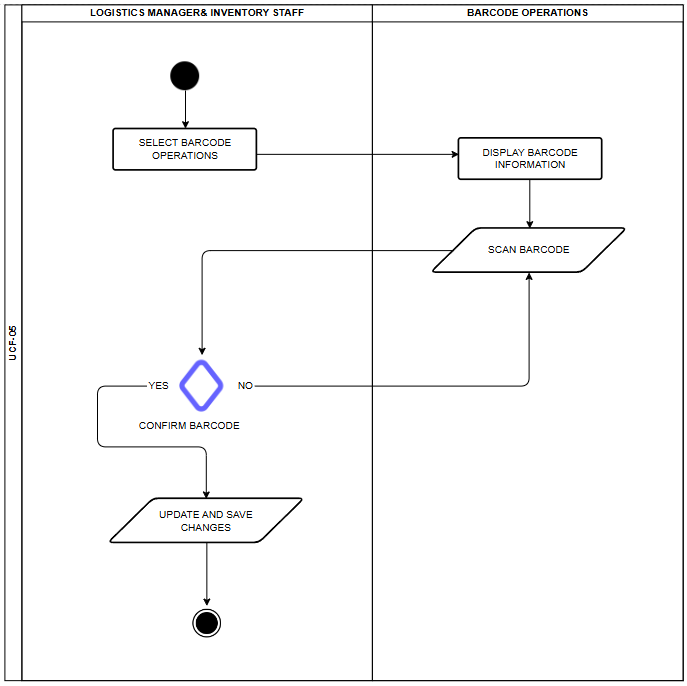 LOGISTICS MANAGER& INVENTORY STAFF
BARCODE OPERATIONS
UCF-05
SELECT BARCODE
OPERATIONS
DISPLAY BARCODE
INFORMATION
SCAN BARCODE
YES
NO
CONFIRM BARCODE
UPDATE AND SAVE
CHANGES